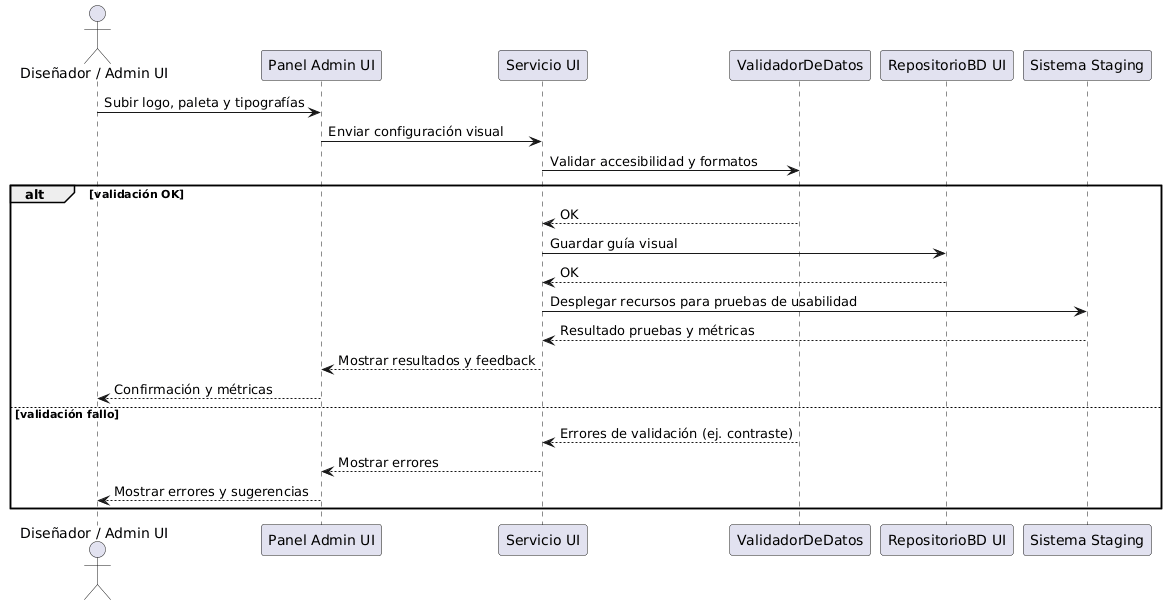 Diseñador / Admin UI
Panel Admin UI
Servicio UI
ValidadorDeDatos
RepositorioBD UI
Sistema Staging
Subir logo, paleta y tipografías
Enviar configuración visual
Validar accesibilidad y formatos
alt
[validación OK]
OK
Guardar guía visual
OK
Desplegar recursos para pruebas de usabilidad
Resultado pruebas y métricas
Mostrar resultados y feedback
Confirmación y métricas
[validación fallo]
Errores de validación (ej. contraste)
Mostrar errores
Mostrar errores y sugerencias
Diseñador / Admin UI
Panel Admin UI
Servicio UI
ValidadorDeDatos
RepositorioBD UI
Sistema Staging